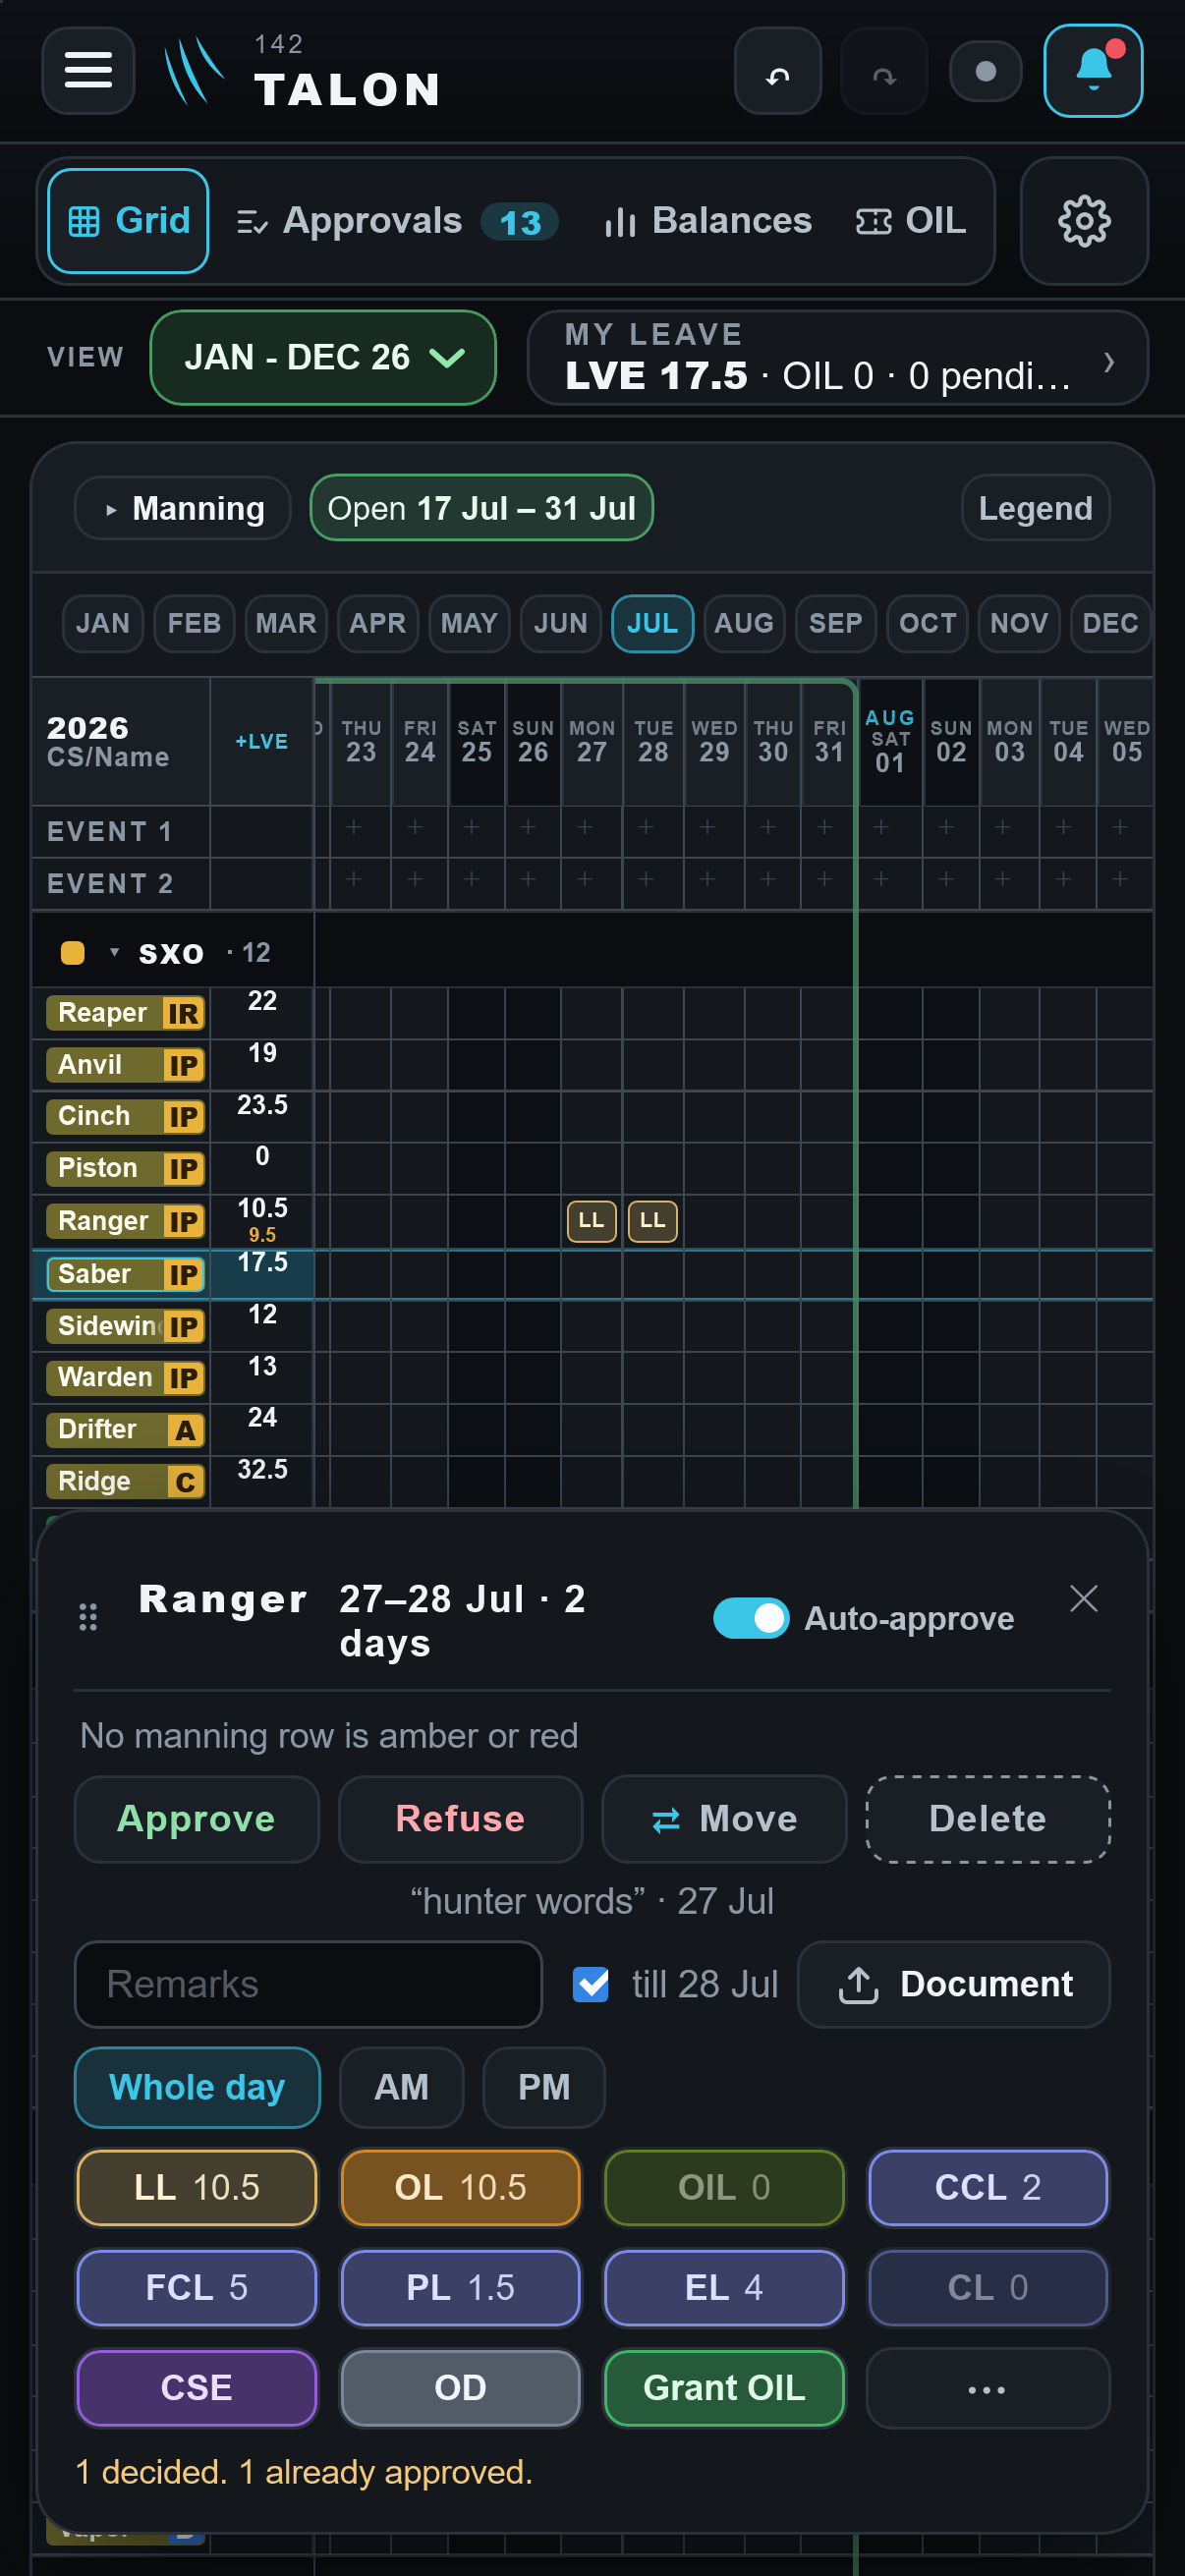 142
TALON
Grid
Approvals 13
Balances
OIL
VIEW
JAN - DEC 26
MY LEAVE
LVE 17.5 · OIL 0 · 0 pendi…
Manning
Open 17 Jul – 31 Jul
Legend
JAN FEB MAR APR MAY JUN JUL AUG SEP OCT NOV DEC
2026
CS/Name
+LVE
THU 23
FRI 24
SAT 25
SUN 26
MON 27
TUE 28
WED 29
THU 30
FRI 31
AUG SAT 01
SUN 02
MON 03
TUE 04
WED 05
EVENT 1 + + + + + + + + + + + + + +
EVENT 2 + + + + + + + + + + + + + +
SXO · 12
Reaper IR 22
Anvil IP 19
Cinch IP 23.5
Piston IP 0
Ranger IP 10.5 LL LL
9.5
Saber IP 17.5
Sidewin IP 12
Warden IP 13
Drifter A 24
Ridge C 32.5
Ranger 27–28 Jul · 2
days
Auto-approve
No manning row is amber or red
Approve Refuse Move Delete
“hunter words” · 27 Jul
Remarks
till 28 Jul
Document
Whole day AM PM
LL 10.5 OL 10.5 OIL 0 CCL 2
FCL 5 PL 1.5 EL 4 CL 0
CSE OD Grant OIL ...
1 decided. 1 already approved.